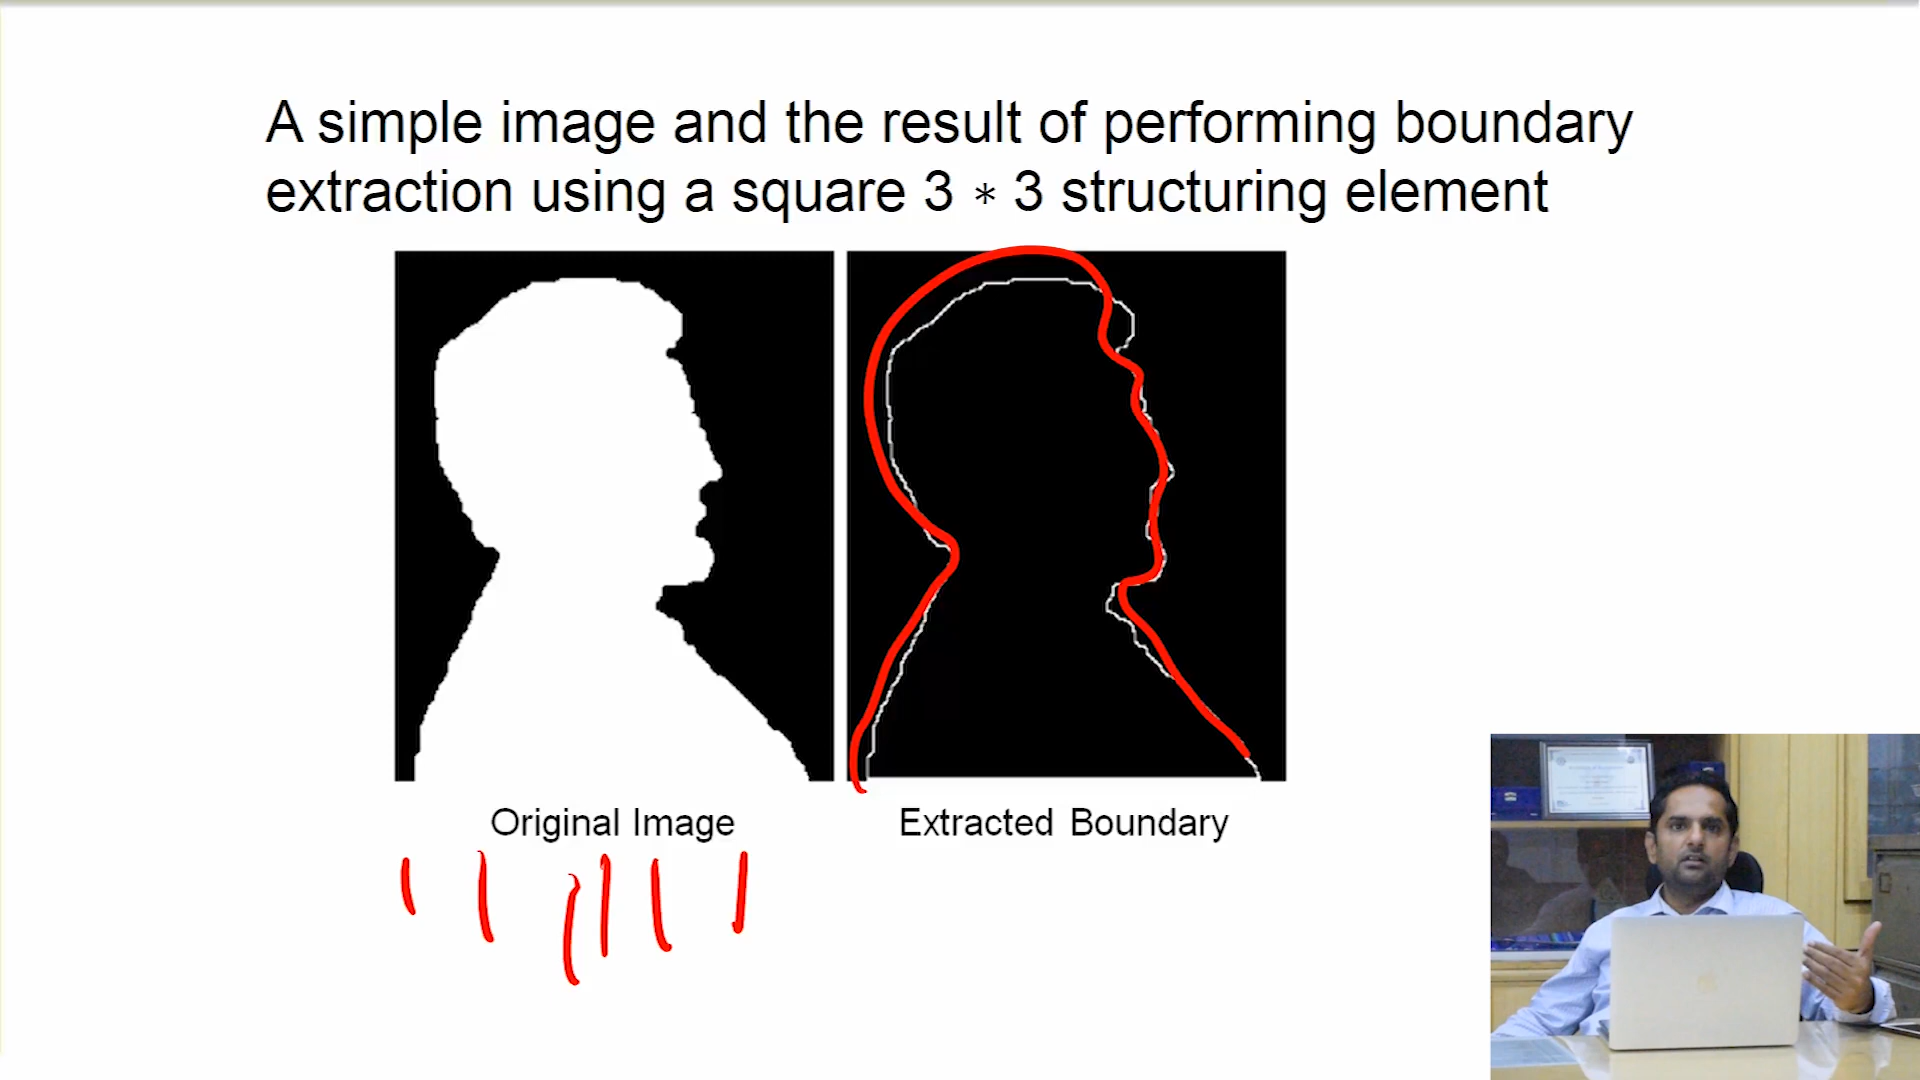 A simple image and the result of performing boundary
extraction using a square 3 * 3 structuring element
Original Image
Extracted Boundary